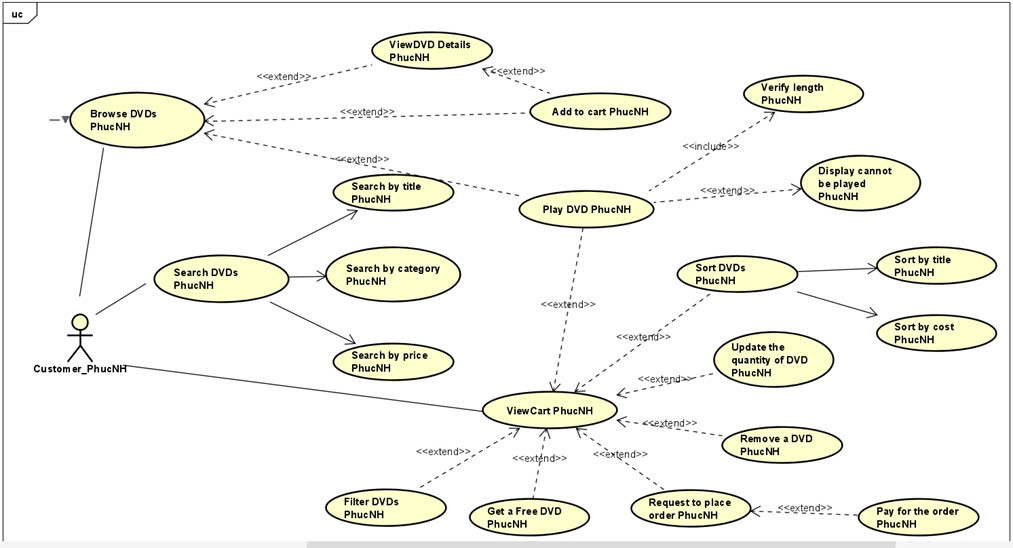 uc
ViewDVD Details
PhucNH
<<extend>>
<<extend>>
Verify length
PhucNH
Browse DVDs
PhucNH
<<extend>>
Add to cart PhucNH
<<include>>
<<extend>>
Display cannot
be played
PhucNH
Search by title
PhucNH
<<extend>>
Play DVD PhucNH
Search DVDs
PhucNH
Search by category
PhucNH
Sort DVDs
PhucNH
Sort by title
PhucNH
<<extend>>
Sort by cost
PhucNH
<<extend>>
Search by price
PhucNH
Update the
quantity of DVD
PhucNH
Customer_PhucNH
<<extend>>
ViewCart PhucNH
<<extend>>
Remove a DVD
PhucNH
<<extend>>
<<extend>>
<<extend>>
Filter DVDs
PhucNH
Get a Free DVD
PhucNH
Request to place
order PhucNH
<<extend>>
Pay for the order
PhucNH